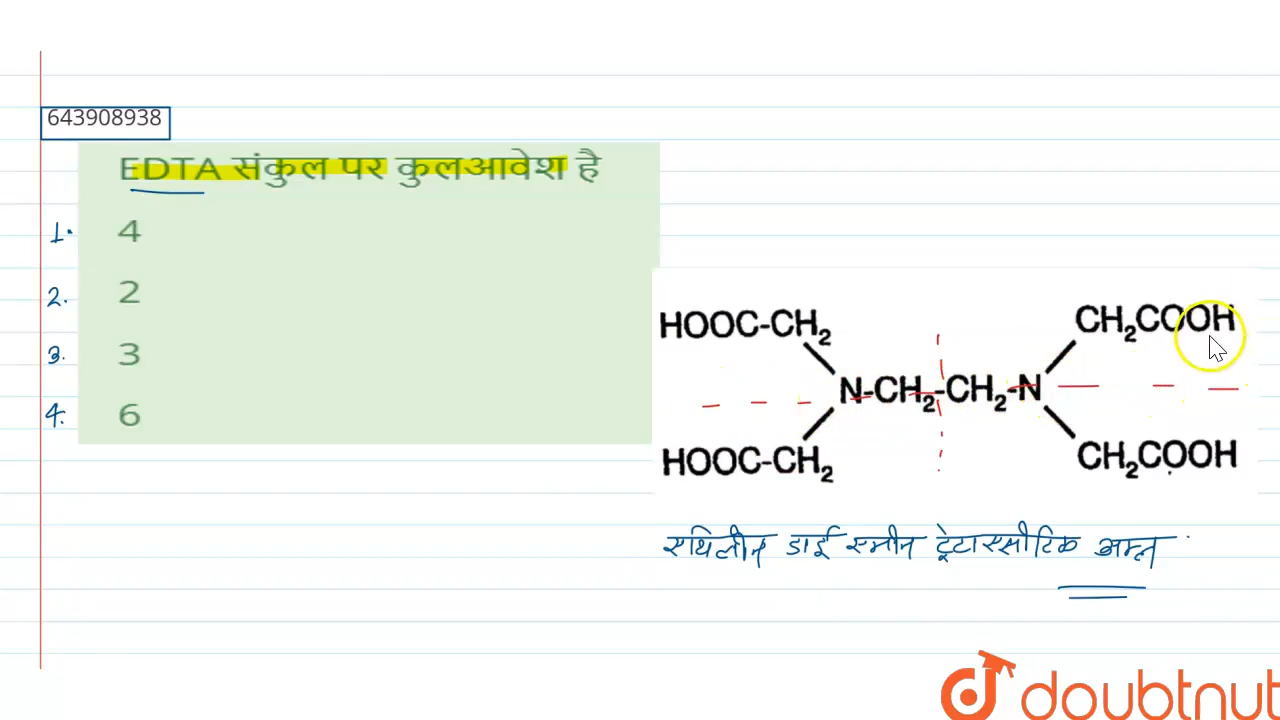 643908938
EDTA संकुल पर कुलआवेश है
1. 4
2. 2
3. 3
4. 6
HOOC-CH₂ CH₂COOH
N-CH₂-CH₂-N
HOOC-CH₂ CH₂COOH
एथिलीन डाई एमीन ट्रेटाएसीटिक अम्ल
doubtnut